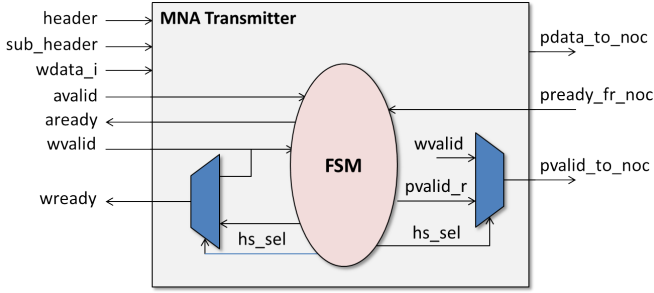 MNA Transmitter
header
sub_header
wdata_i
avalid
aready
wvalid
wready
FSM
hs_sel
wvalid
pvalid_r
hs_sel
pdata_to_noc
pready_fr_noc
pvalid_to_noc